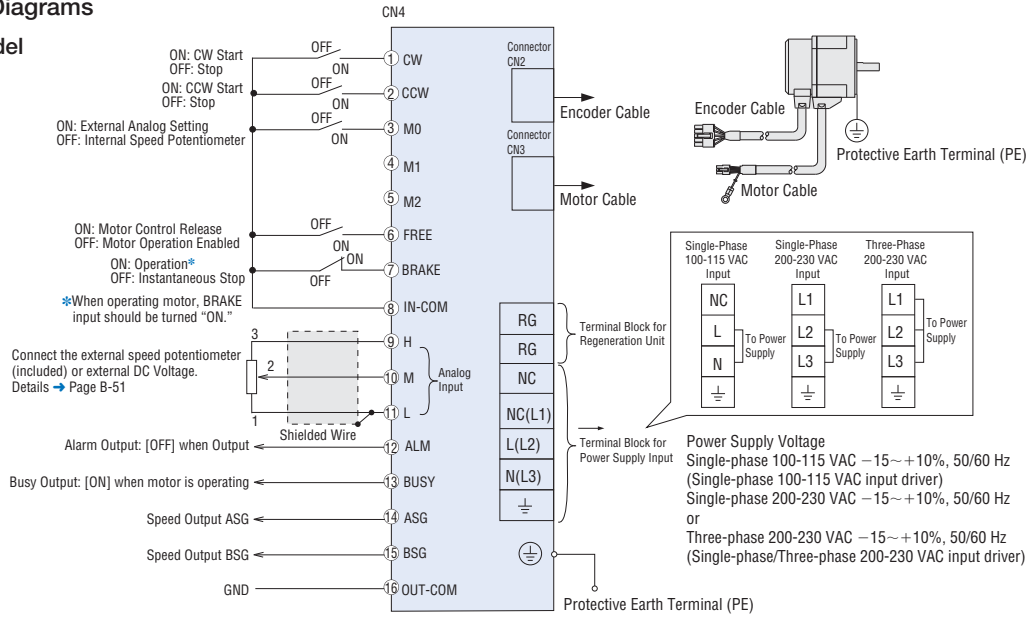 Diagrams
del
CN4
ON: CW Start
OFF: Stop
OFF
ON
1 CW
ON: CCW Start
OFF: Stop
OFF
ON
2 CCW
ON: External Analog Setting
OFF: Internal Speed Potentiometer
OFF
ON
3 M0
4 M1
5 M2
ON: Motor Control Release
OFF: Motor Operation Enabled
OFF
ON
6 FREE
ON: Operation*
OFF: Instantaneous Stop
ON
OFF
7 BRAKE
*When operating motor, BRAKE
input should be turned “ON.”
8 IN-COM
Connect the external speed potentiometer
(included) or external DC Voltage.
Details ➜ Page B-51
3
2
1
Shielded Wire
9 H
10 M
11 L
Analog
Input
Alarm Output: [OFF] when Output
12 ALM
Busy Output: [ON] when motor is operating
13 BUSY
Speed Output ASG
14 ASG
Speed Output BSG
15 BSG
GND
16 OUT-COM
Connector
CN2
Encoder Cable
Connector
CN3
Motor Cable
RG
RG
Terminal Block for
Regeneration Unit
NC
NC(L1)
L(L2)
N(L3)
Terminal Block for
Power Supply Input
Protective Earth Terminal (PE)
Encoder Cable
Motor Cable
Protective Earth Terminal (PE)
Single-Phase
100-115 VAC
Input
NC
L
N
To Power
Supply
Single-Phase
200-230 VAC
Input
L1
L2
L3
To Power
Supply
Three-Phase
200-230 VAC
Input
L1
L2
L3
To Power
Supply
Power Supply Voltage
Single-phase 100-115 VAC −15∼+10%, 50/60 Hz
(Single-phase 100-115 VAC input driver)
Single-phase 200-230 VAC −15∼+10%, 50/60 Hz
or
Three-phase 200-230 VAC −15∼+10%, 50/60 Hz
(Single-phase/Three-phase 200-230 VAC input driver)